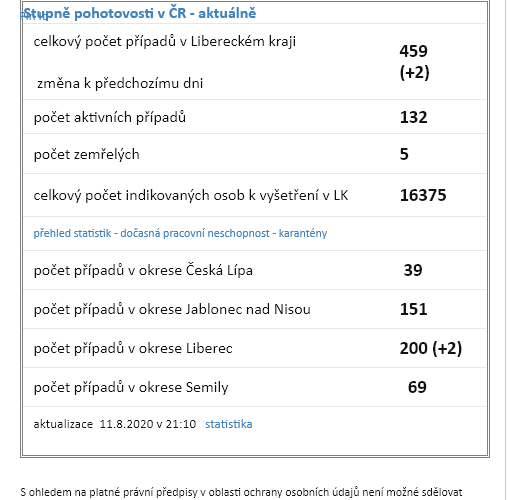 Stupně pohotovosti v ČR - aktuálně
celkový počet případů v Libereckém kraji
459
(+2)
změna k předchozímu dni
počet aktivních případů 132
počet zemřelých 5
celkový počet indikovaných osob k vyšetření v LK 16375
přehled statistik - dočasná pracovní neschopnost - karantény
počet případů v okrese Česká Lípa 39
počet případů v okrese Jablonec nad Nisou 151
počet případů v okrese Liberec 200 (+2)
počet případů v okrese Semily 69
aktualizace 11.8.2020 v 21:10 statistika
S ohledem na platné právní předpisy v oblasti ochrany osobních údajů není možné sdělovat